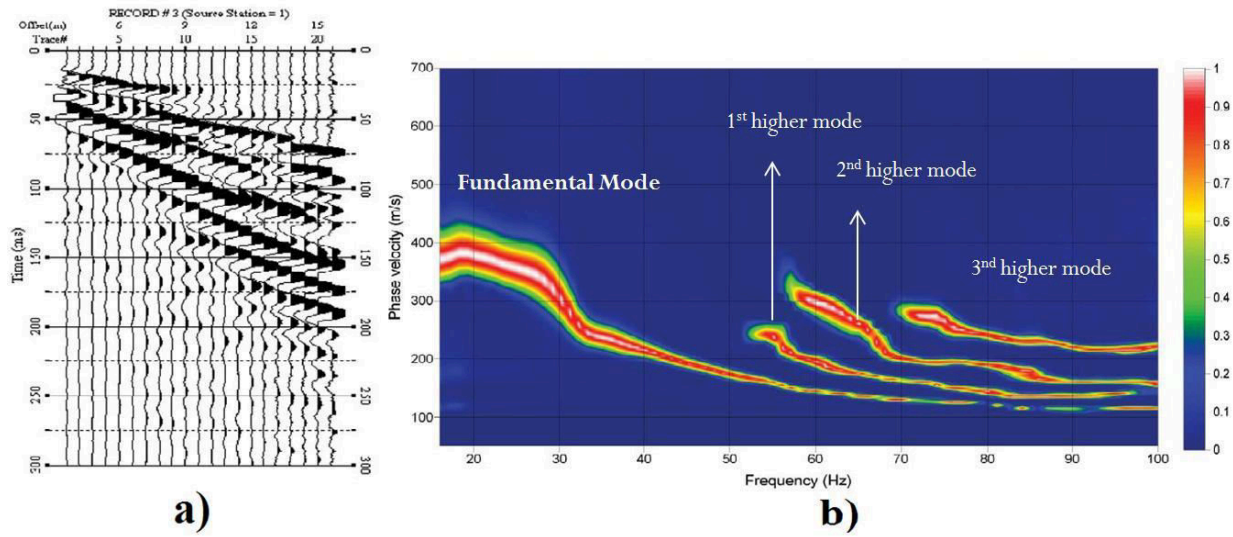 RECORD # 3 (Source Station = 1)
Offset(m) 6 9 12 15
Trace# 5 10 15 20
0 0
50 50
100 100
150 150
200 200
250 250
300 300
Time (ms)
a)
700
600
500
400
300
200
100
Phase velocity (m/s)
1st higher mode
2nd higher mode
Fundamental Mode
3nd higher mode
20 30 40 50 60 70 80 90 100
Frequency (Hz)
1
0.9
0.8
0.7
0.6
0.5
0.4
0.3
0.2
0.1
0
b)